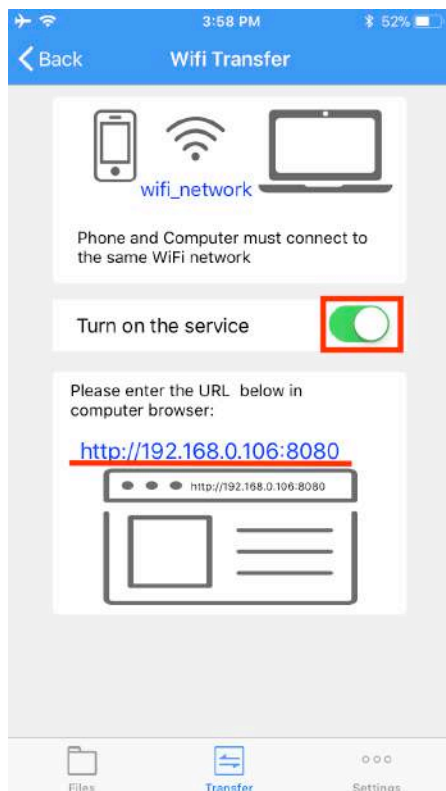 3:58 PM
52%
Back
Wifi Transfer
wifi_network
Phone and Computer must connect to
the same WiFi network
Turn on the service
Please enter the URL below in
computer browser:
http://192.168.0.106:8080
http://192.168.0.106:8080
Files
Transfer
Settings